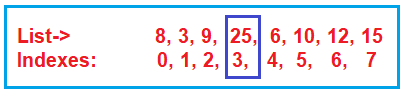 List-> 8, 3, 9, 25, 6, 10, 12, 15
Indexes: 0, 1, 2, 3, 4, 5, 6, 7